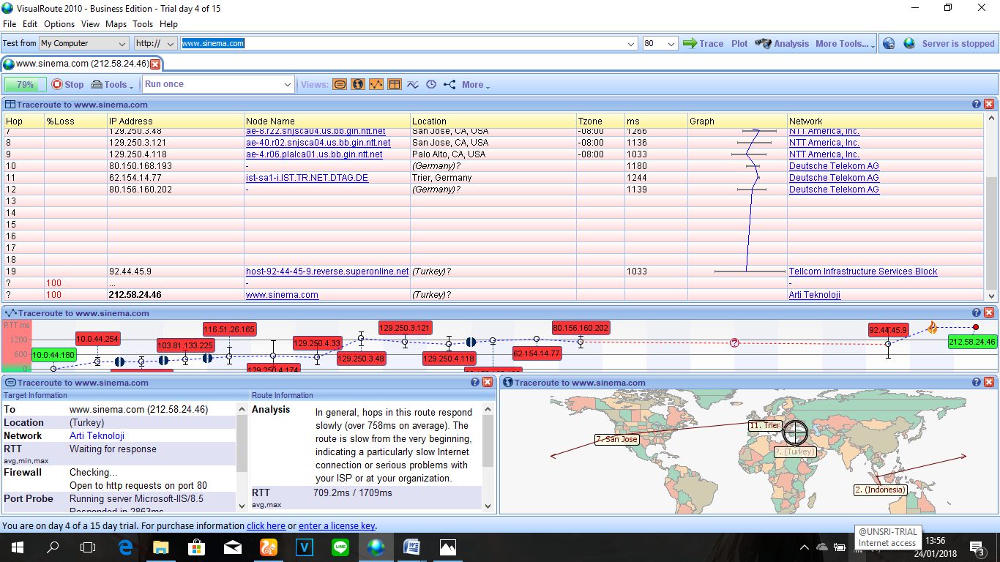 VisualRoute 2010 - Business Edition - Trial day 4 of 15
File Edit Options View Maps Tools Help
Test from My Computer http:// www.sinema.com 80 Trace Plot Analysis More Tools... Server is stopped
www.sinema.com (212.58.24.46)
79% Stop Tools Run once Views: More
Traceroute to www.sinema.com
Hop %Loss IP Address Node Name Location Tzone ms Graph Network
7 129.250.3.48 ae-8.r22.snjsca04.us.bb.gin.ntt.net San Jose, CA, USA -08:00 1266 NTT America, Inc.
8 129.250.3.121 ae-40.r02.snjsca04.us.bb.gin.ntt.net San Jose, CA, USA -08:00 1136 NTT America, Inc.
9 129.250.4.118 ae-4.r06.plalca01.us.bb.gin.ntt.net Palo Alto, CA, USA -08:00 1033 NTT America, Inc.
10 80.150.168.193 - (Germany)? 1180 Deutsche Telekom AG
11 62.154.14.77 ist-sa1-i.IST.TR.NET.DTAG.DE Trier, Germany 1244 Deutsche Telekom AG
12 80.156.160.202 - (Germany)? 1139 Deutsche Telekom AG
13
14
15
16
17
18
19 92.44.45.9 host-92-44-45-9.reverse.superonline.net (Turkey)? 1033 Tellcom Infrastructure Services Block
? 100 ... - -
? 100 212.58.24.46 www.sinema.com (Turkey)? Arti Teknoloji
Traceroute to www.sinema.com
RTT ms
1200
600
0
10.0.44.180
10.0.44.254
103.81.133.225
116.51.26.165
129.250.4.174
129.250.4.33
129.250.3.48
129.250.3.121
129.250.4.118
62.154.14.77
80.156.160.202
92.44.45.9
212.58.24.46
Traceroute to www.sinema.com
Target Information
To www.sinema.com (212.58.24.46)
Location (Turkey)
Network Arti Teknoloji
RTT Waiting for response
avg,min,max
Firewall Checking...
Open to http requests on port 80
Port Probe Running server Microsoft-IIS/8.5
Responded in 2863ms
Route Information
Analysis In general, hops in this route respond
slowly (over 758ms on average). The
route is slow from the very beginning,
indicating a particularly slow Internet
connection or serious problems with
your ISP or at your organization.
RTT 709.2ms / 1709ms
avg,max
Traceroute to www.sinema.com
11. Trier
7. San Jose
?. (Turkey)
2. (Indonesia)
You are on day 4 of a 15 day trial. For purchase information click here or enter a license key.
@UNSRI-TRIAL
Internet access
13:56
24/01/2018
3
V
LINE
W